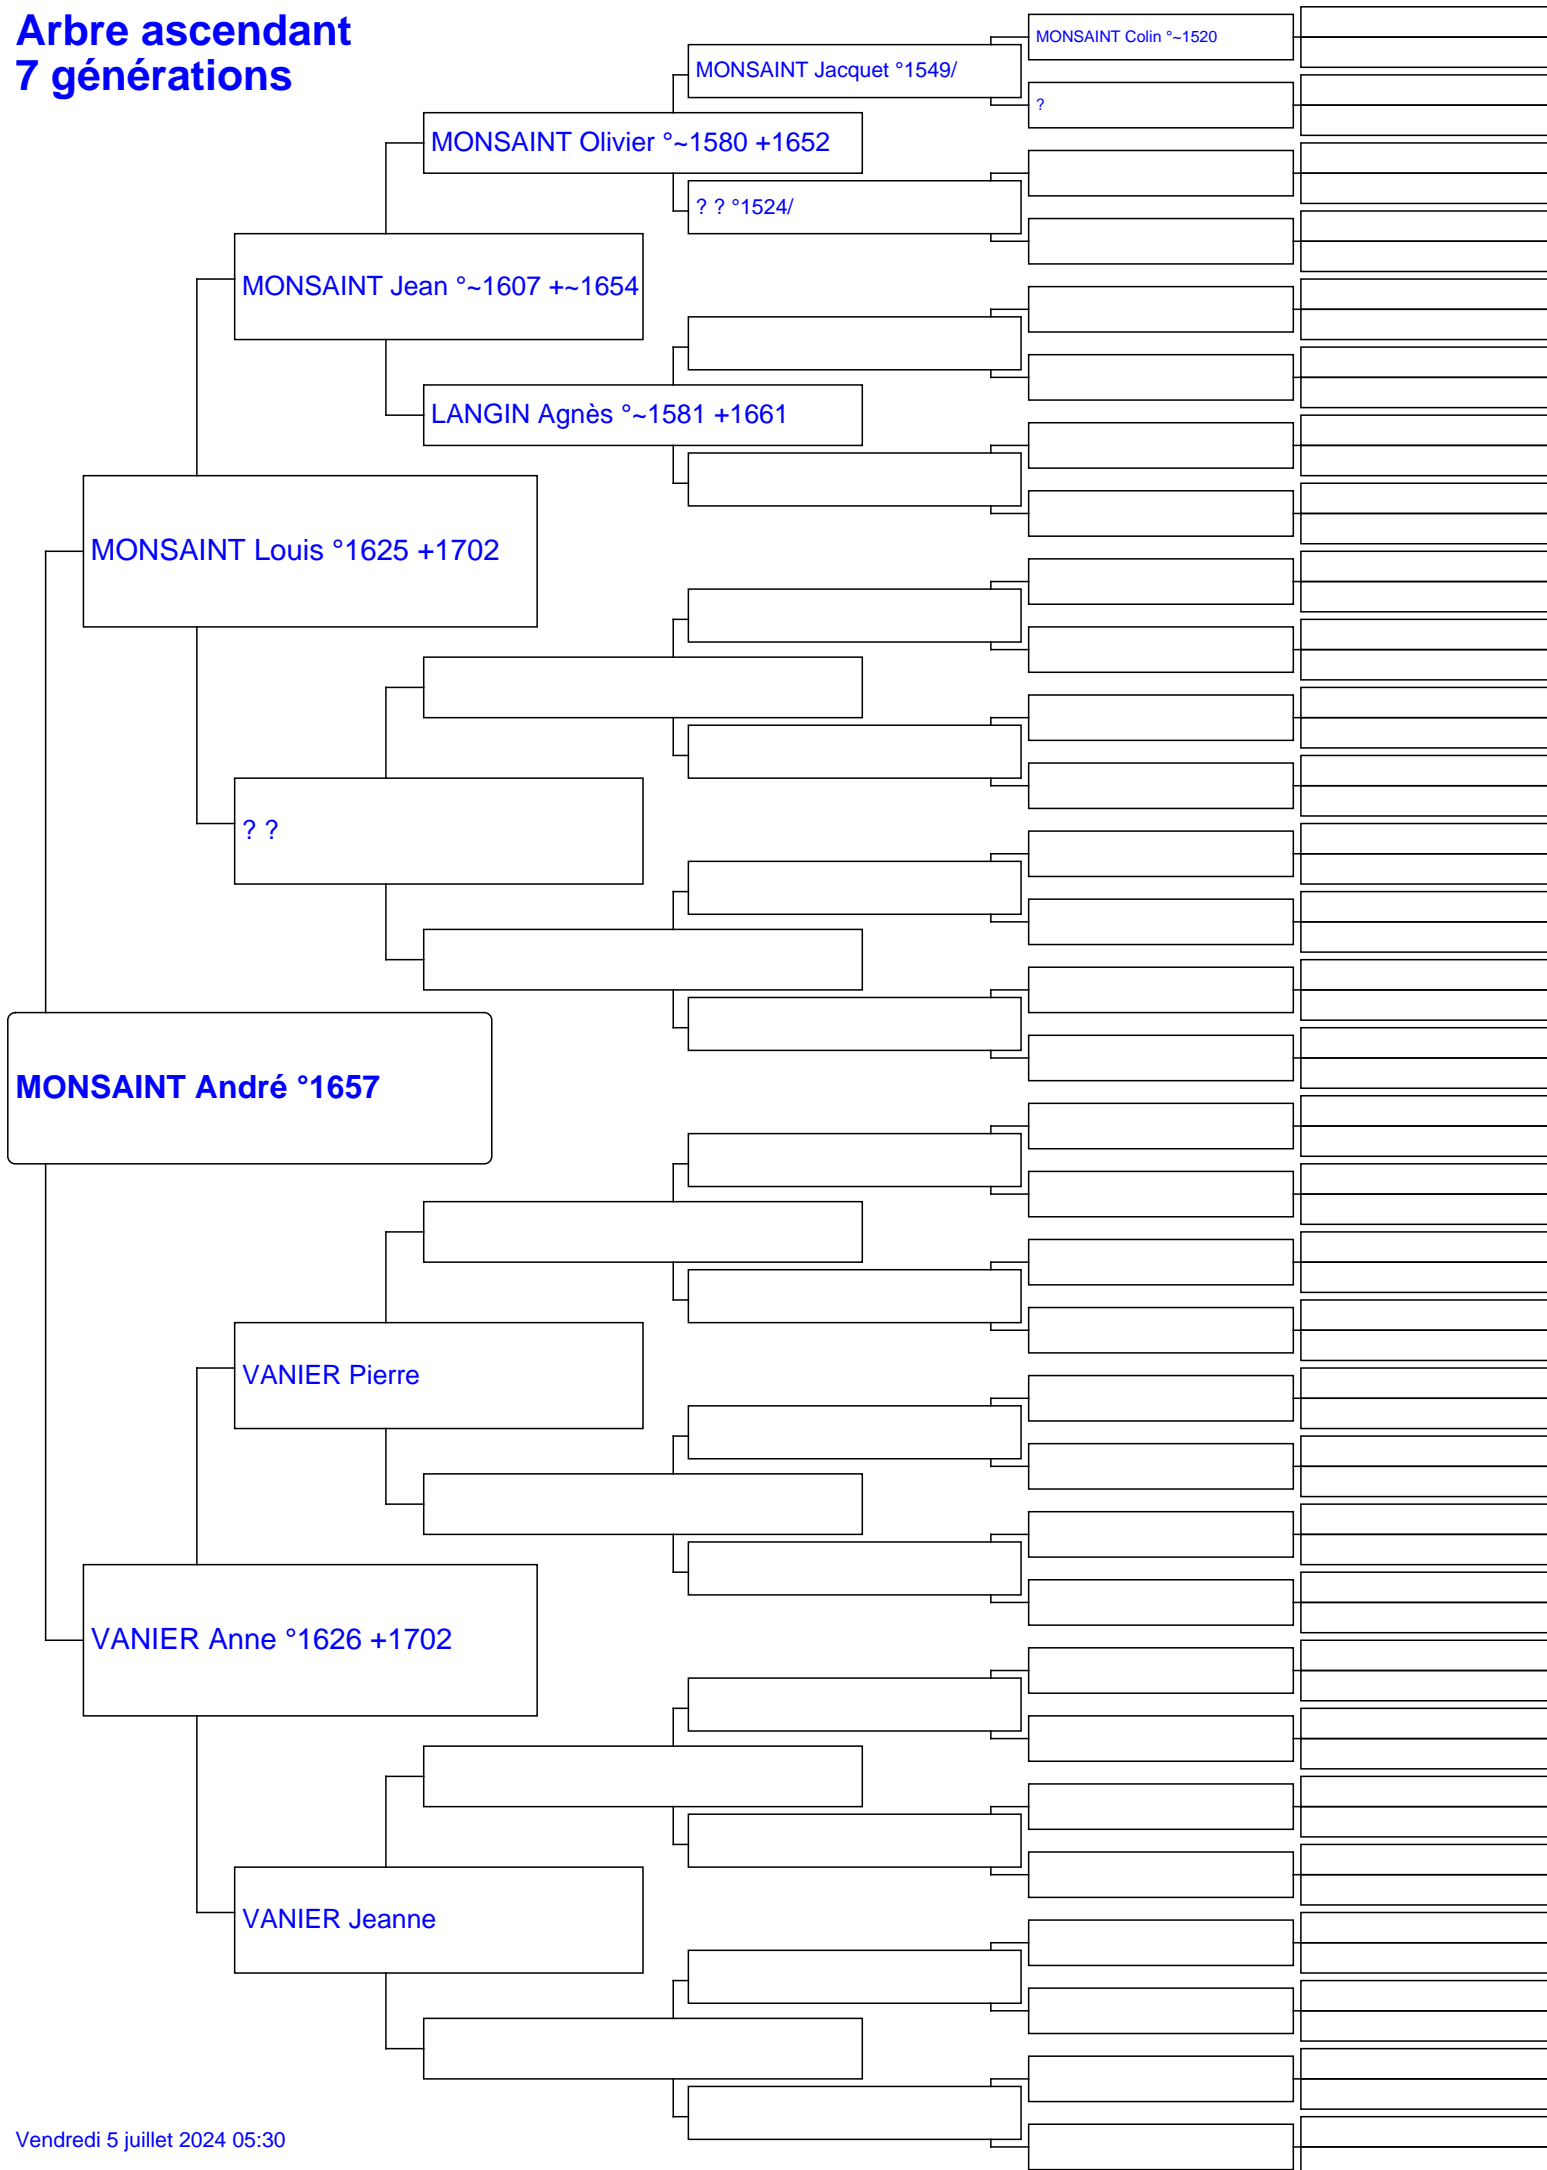 Arbre ascendant
7 générations
MONSAINT Colin °~1520
MONSAINT Jacquet °1549/
?
MONSAINT Olivier °~1580 +1652
? ? °1524/
MONSAINT Jean °~1607 +~1654
LANGIN Agnès °~1581 +1661
MONSAINT Louis °1625 +1702
? ?
MONSAINT André °1657
VANIER Pierre
VANIER Anne °1626 +1702
VANIER Jeanne
Vendredi 5 juillet 2024 05:30